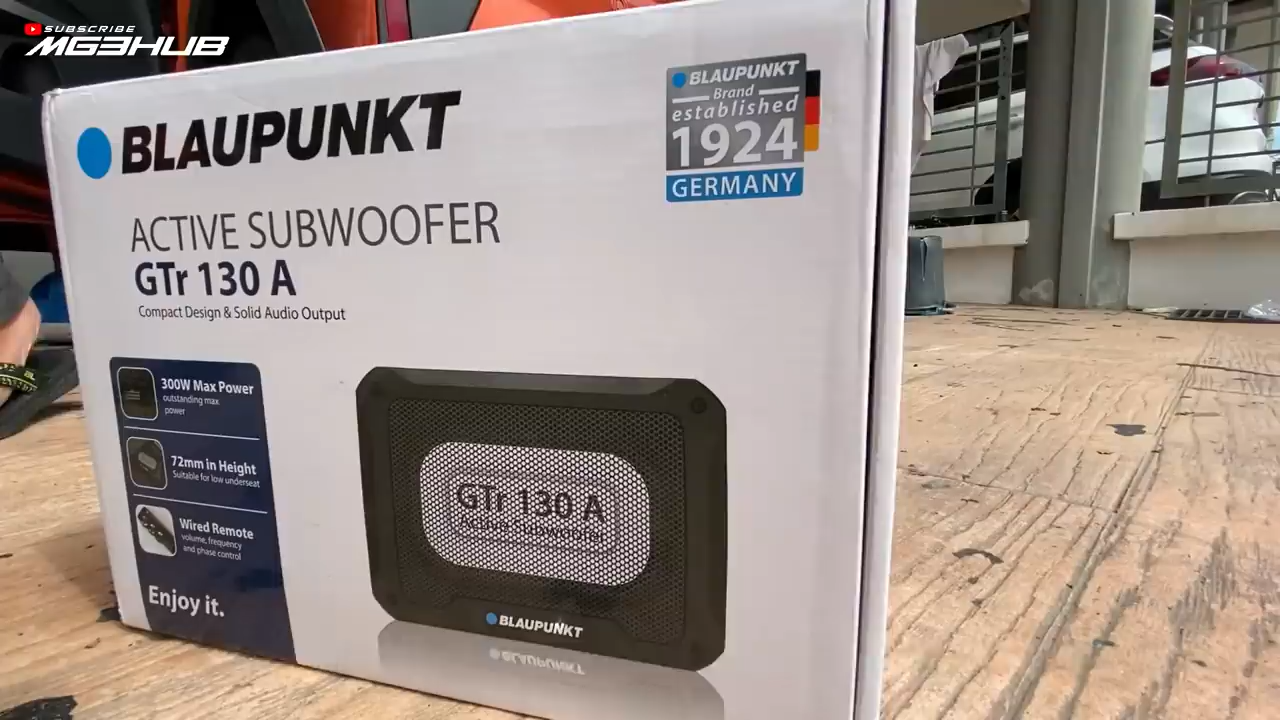 SUBSCRIBE
MG3HUB
BLAUPUNKT
BLAUPUNKT
Brand
established
1924
GERMANY
ACTIVE SUBWOOFER
GTr 130 A
Compact Design & Solid Audio Output
300W Max Power
outstanding max
power
72mm in Height
Suitable for low underseat
Wired Remote
volume, frequency
and phase control
Enjoy it.
GTr 130 A
Active Subwoofer
BLAUPUNKT
BLAUPUNKT